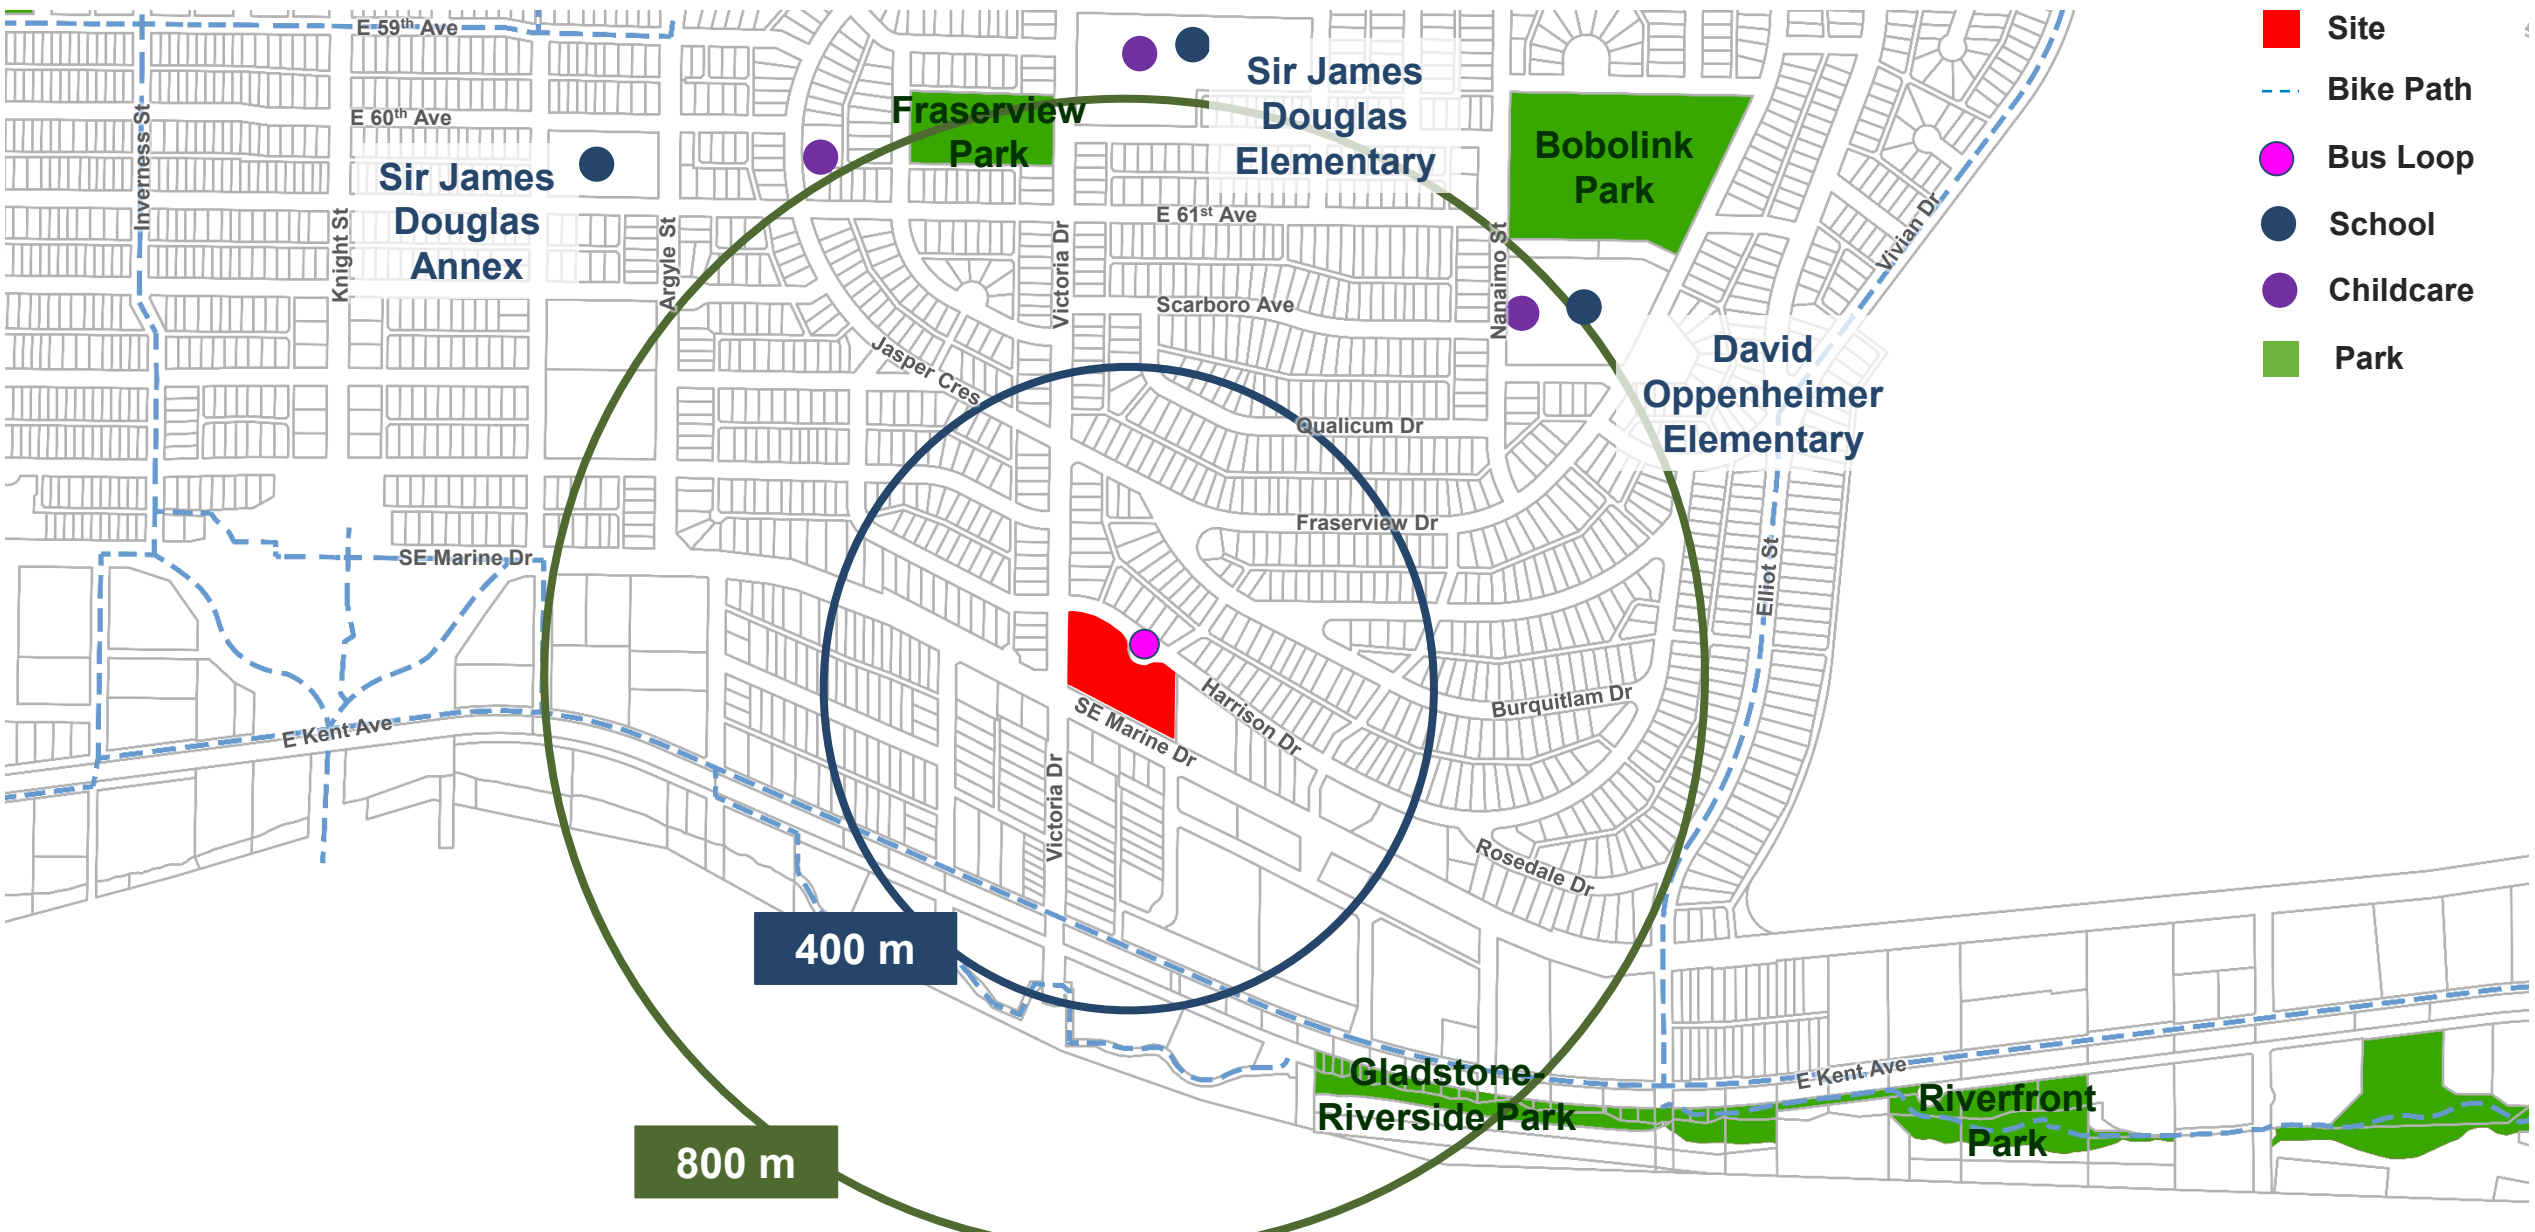 E 59th Ave
Site
Sir James
Douglas
Elementary
Bike Path
Fraserview
Park
Inverness St
E 60th Ave
Bobolink
Park
Bus Loop
Sir James
Douglas
Annex
Knight St
Argyle St
Victoria Dr
E 61st Ave
Nanaimo St
Vivian Dr
School
Scarboro Ave
Childcare
Jasper Cres
David
Oppenheimer
Elementary
Park
Qualicum Dr
Fraserview Dr
SE Marine Dr
Elliot St
Harrison Dr
Burquitlam Dr
SE Marine Dr
E Kent Ave
Victoria Dr
Rosedale Dr
400 m
Gladstone-
Riverside Park
E Kent Ave
Riverfront
Park
800 m